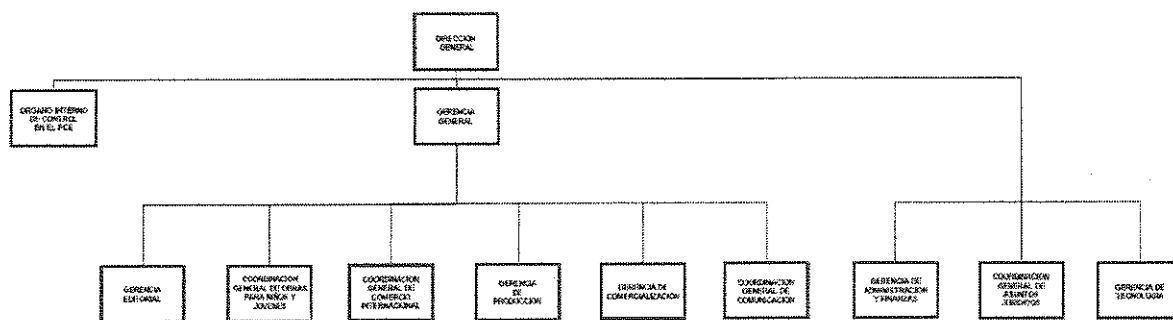 DIRECCION
GENERAL
ORGANO INTERNO
DE CONTROL
EN EL FCE
GERENCIA
GENERAL
GERENCIA
EDITORIAL
COORDINACION
GENERAL DE OBRAS
PARA NIÑOS Y
JOVENES
COORDINACION
GENERAL DE
COMERCIO
INTERNACIONAL
GERENCIA
DE
PRODUCCION
GERENCIA DE
COMERCIALIZACIÓN
COORDINACION
GENERAL DE
COMUNICACIÓN
GERENCIA DE
ADMINISTRACION
Y FINANZAS
COORDINACION
GENERAL DE
ASUNTOS
JURIDICOS
GERENCIA DE
TECNOLOGIA